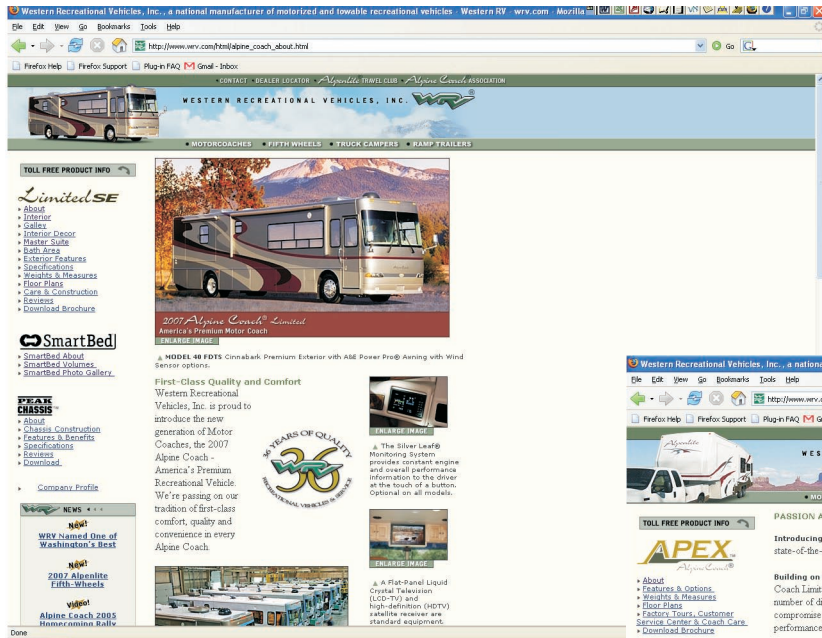 Western Recreational Vehicles, Inc., a national manufacturer of motorized and towable recreational vehicles - Western RV - wrv.com - Mozilla
File Edit View Go Bookmarks Tools Help
http://www.wrv.com/html/alpine_coach_about.html
Go
Firefox Help Firefox Support Plug-in FAQ Gmail - Inbox
• CONTACT • DEALER LOCATOR • Alpenlite TRAVEL CLUB • Alpine Coach ASSOCIATION
WESTERN RECREATIONAL VEHICLES, INC. WRV®
• MOTORCOACHES • FIFTH WHEELS • TRUCK CAMPERS • RAMP TRAILERS
TOLL FREE PRODUCT INFO
Limited SE
About
Interior
Galley
Interior Decor
Master Suite
Bath Area
Exterior Features
Specifications
Weights & Measures
Floor Plans
Care & Construction
Reviews
Download Brochure
SmartBed
SmartBed About
SmartBed Volumes
SmartBed Photo Gallery
PEAK
CHASSIS™
About
Chassis Construction
Features & Benefits
Specifications
Reviews
Download
Company Profile
WRV NEWS
New!
WRV Named One of
Washington's Best
New!
2007 Alpenlite
Fifth-Wheels
Video!
Alpine Coach 2005
Homecoming Rally
2007 Alpine Coach® Limited
America's Premium Motor Coach
ENLARGE IMAGE
▲ MODEL 40 FDTS Cinnabark Premium Exterior with A&E Power Pro® Awning with Wind
Sensor options.
First-Class Quality and Comfort
Western Recreational
Vehicles, Inc. is proud to
introduce the new
generation of Motor
Coaches, the 2007
Alpine Coach -
America's Premium
Recreational Vehicle.
We're passing on our
tradition of first-class
comfort, quality and
convenience in every
Alpine Coach.
36 YEARS OF QUALITY
36
RECREATIONAL VEHICLES & SERVICE
ENLARGE IMAGE
▲ The Silver Leaf®
Monitoring System
provides constant engine
and overall performance
information to the driver
at the touch of a button.
Optional on all models.
ENLARGE IMAGE
▲ A Flat-Panel Liquid
Crystal Television
(LCD-TV) and
high-definition (HDTV)
satellite receiver are
standard equipment.
Done
Western Recreational Vehicles, Inc., a nationa
File Edit View Go Bookmarks Tools Help
http://www.wrv.c
Firefox Help Firefox Support Plug-in FAQ G
Alpenlite
WES
• MO
TOLL FREE PRODUCT INFO
APEX™
Alpine Coach®
About
Features & Options
Weights & Measures
Floor Plans
Factory Tours, Customer
Service Center & Coach Care
Download Brochure
PASSION A
Introducing
state-of-the-
Building on
Coach Limit
number of di
compromise
performance